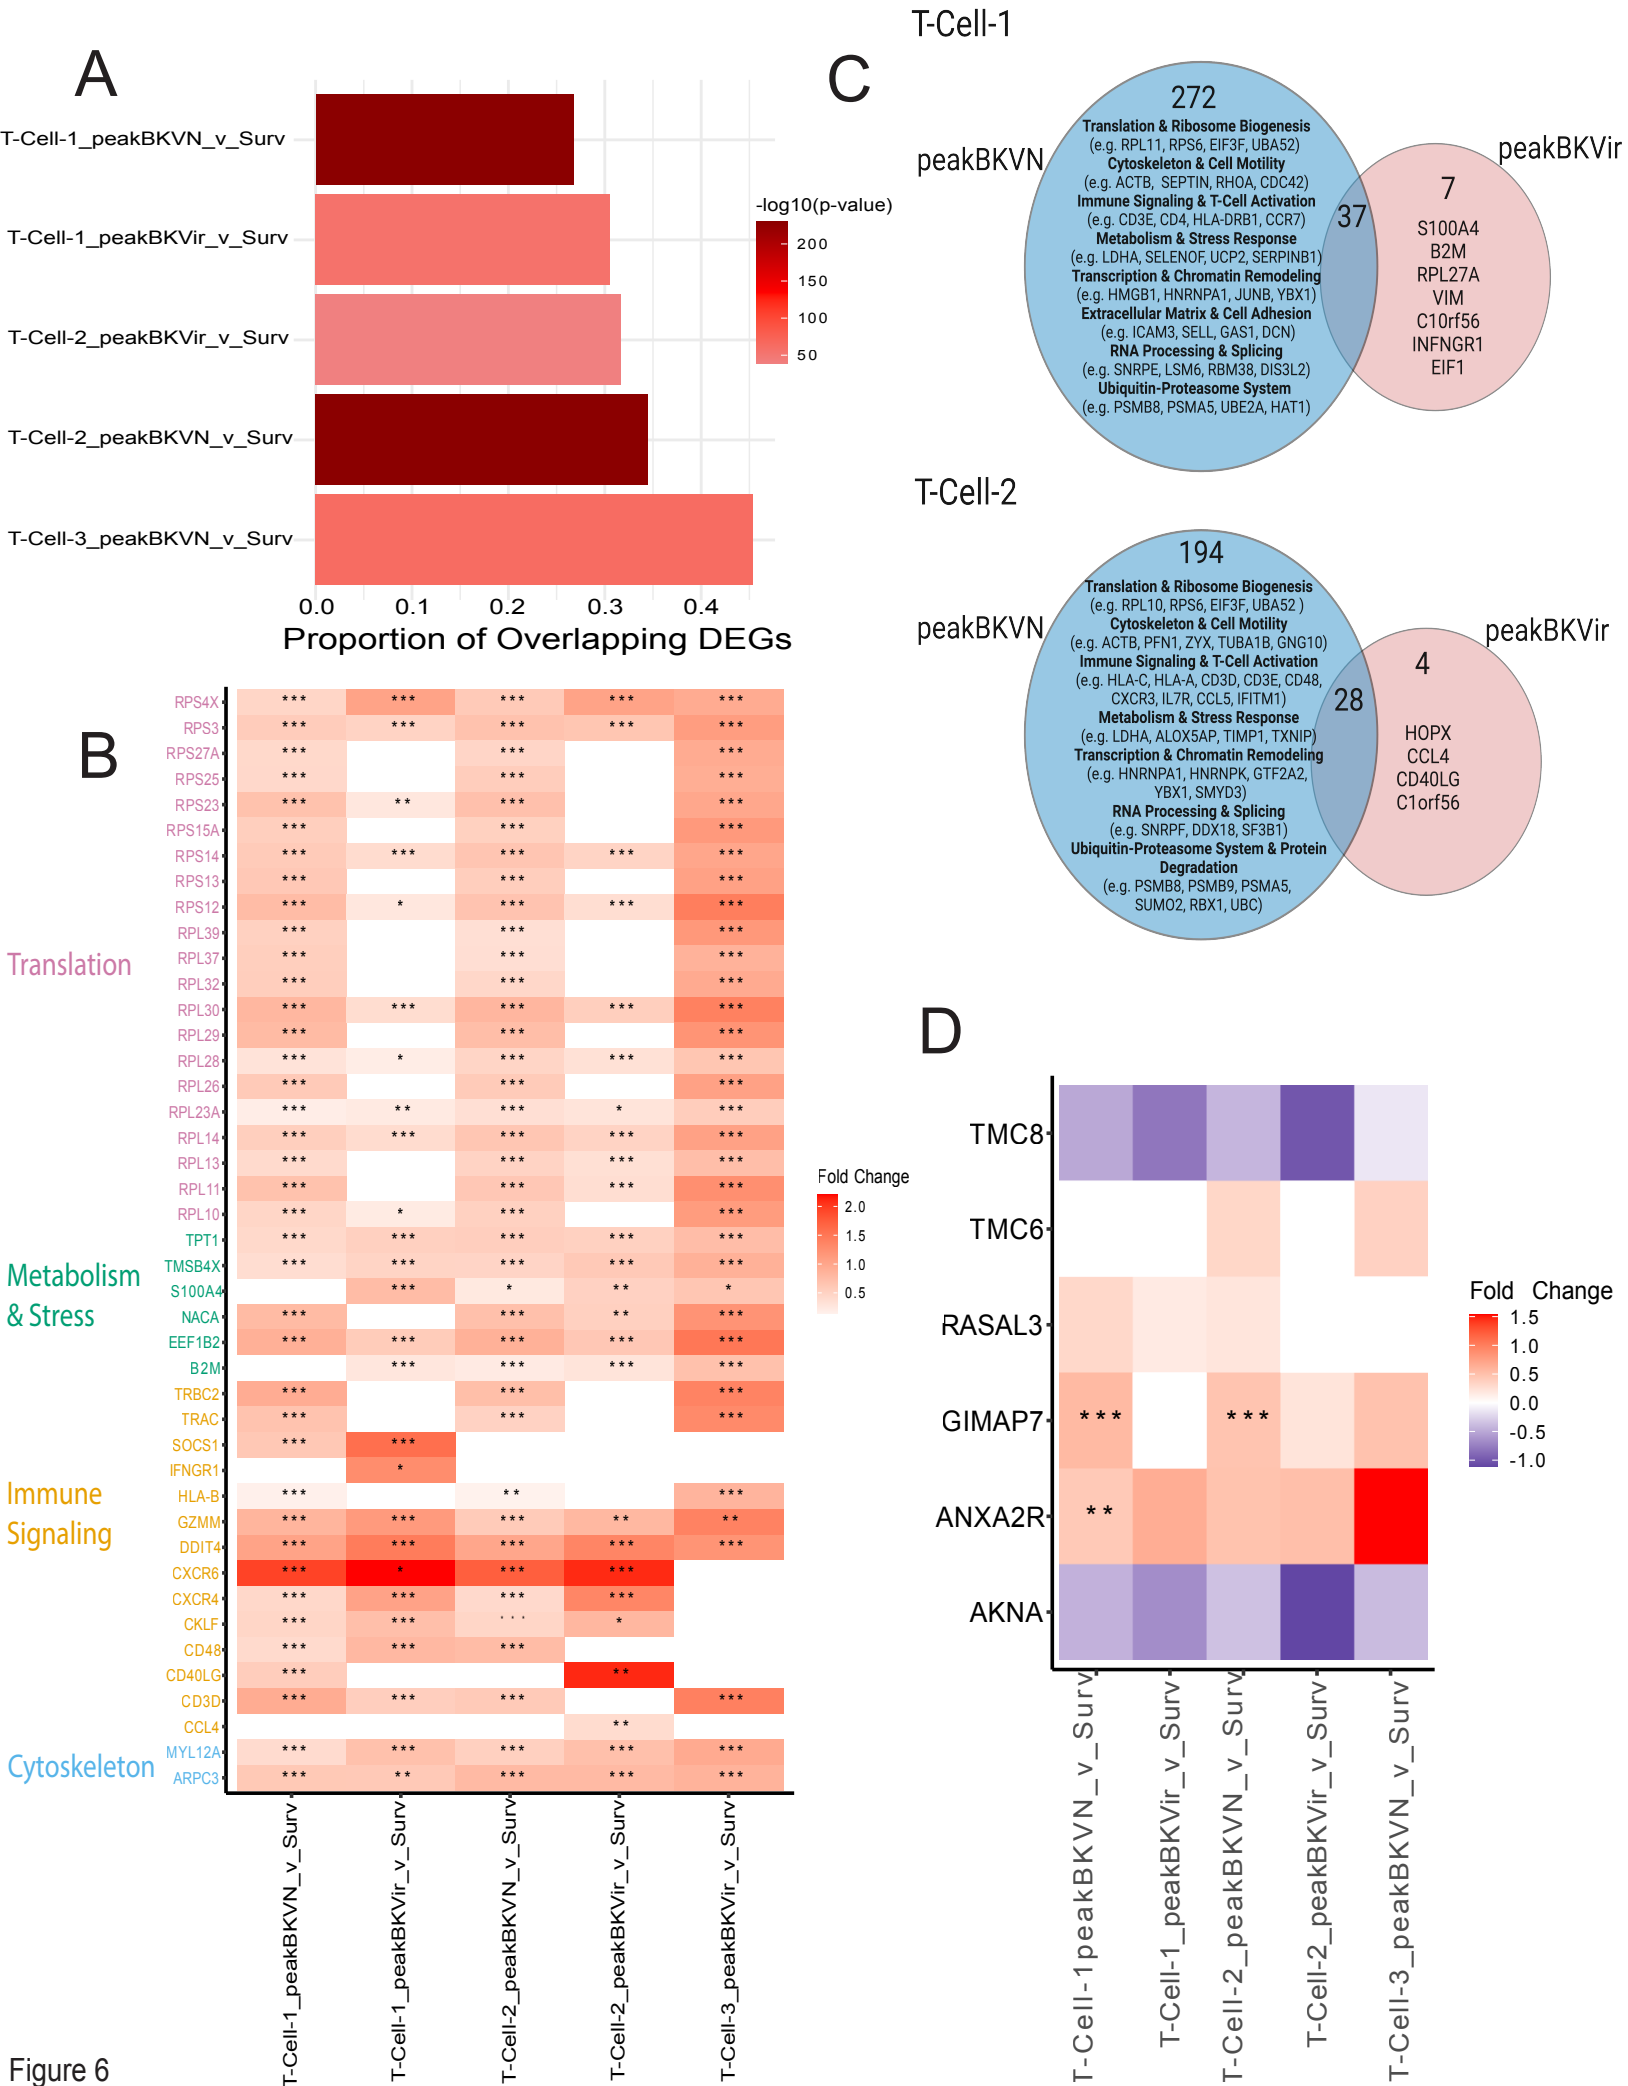 A
T-Cell-1_peakBKVN_v_Surv
T-Cell-1_peakBKVir_v_Surv
T-Cell-2_peakBKVir_v_Surv
T-Cell-2_peakBKVN_v_Surv
T-Cell-3_peakBKVN_v_Surv
0.0 0.1 0.2 0.3 0.4
Proportion of Overlapping DEGs
-log10(p-value)
200
150
100
50
C
T-Cell-1
peakBKVN
272
Translation & Ribosome Biogenesis
(e.g. RPL11, RPS6, EIF3F, UBA52)
Cytoskeleton & Cell Motility
(e.g. ACTB, SEPTIN, RHOA, CDC42)
Immune Signaling & T-Cell Activation
(e.g. CD3E, CD4, HLA-DRB1, CCR7)
Metabolism & Stress Response
(e.g. LDHA, SELENOF, UCP2, SERPINB1)
Transcription & Chromatin Remodeling
(e.g. HMGB1, HNRNPA1, JUNB, YBX1)
Extracellular Matrix & Cell Adhesion
(e.g. ICAM3, SELL, GAS1, DCN)
RNA Processing & Splicing
(e.g. SNRPE, LSM6, RBM38, DIS3L2)
Ubiquitin-Proteasome System
(e.g. PSMB8, PSMA5, UBE2A, HAT1)
37
peakBKVir
7
S100A4
B2M
RPL27A
VIM
C10rf56
INFNGR1
EIF1
T-Cell-2
peakBKVN
194
Translation & Ribosome Biogenesis
(e.g. RPL10, RPS6, EIF3F, UBA52 )
Cytoskeleton & Cell Motility
(e.g. ACTB, PFN1, ZYX, TUBA1B, GNG10)
Immune Signaling & T-Cell Activation
(e.g. HLA-C, HLA-A, CD3D, CD3E, CD48,
CXCR3, IL7R, CCL5, IFITM1)
Metabolism & Stress Response
(e.g. LDHA, ALOX5AP, TIMP1, TXNIP)
Transcription & Chromatin Remodeling
(e.g. HNRNPA1, HNRNPK, GTF2A2,
YBX1, SMYD3)
RNA Processing & Splicing
(e.g. SNRPF, DDX18, SF3B1)
Ubiquitin-Proteasome System & Protein
Degradation
(e.g. PSMB8, PSMB9, PSMA5,
SUMO2, RBX1, UBC)
28
peakBKVir
4
HOPX
CCL4
CD40LG
C1orf56
B
Translation
Metabolism
& Stress
Immune
Signaling
Cytoskeleton
RPS4X *** *** *** *** ***
RPS3 *** *** *** *** ***
RPS27A *** *** ***
RPS25 *** *** ***
RPS23 *** ** *** ***
RPS15A *** *** ***
RPS14 *** *** *** *** ***
RPS13 *** *** ***
RPS12 *** * *** *** ***
RPL39 *** *** ***
RPL37 *** *** ***
RPL32 *** *** ***
RPL30 *** *** *** *** ***
RPL29 *** *** ***
RPL28 *** * *** *** ***
RPL26 *** *** ***
RPL23A *** ** *** * ***
RPL14 *** *** *** *** ***
RPL13 *** *** *** ***
RPL11 *** *** *** ***
RPL10 *** * *** ***
TPT1 *** *** *** *** ***
TMSB4X *** *** *** *** ***
S100A4 *** * ** *
NACA *** *** ** ***
EEF1B2 *** *** *** *** ***
B2M *** *** *** ***
TRBC2 *** *** ***
TRAC *** *** ***
SOCS1 *** ***
IFNGR1 *
HLA-B *** ** ***
GZMM *** *** *** ** **
DDIT4 *** *** *** *** ***
CXCR6 *** * *** ***
CXCR4 *** *** *** ***
CKLF *** *** *** *
CD48 *** *** ***
CD40LG *** **
CD3D *** *** *** ***
CCL4 **
MYL12A *** *** *** *** ***
ARPC3 *** ** *** *** ***
T-Cell-1_peakBKVN_v_Surv
T-Cell-1_peakBKVir_v_Surv
T-Cell-2_peakBKVN_v_Surv
T-Cell-2_peakBKVir_v_Surv
T-Cell-3_peakBKVir_v_Surv
Fold Change
2.0
1.5
1.0
0.5
D
TMC8
TMC6
RASAL3
GIMAP7 *** ***
ANXA2R **
AKNA
T-Cell-1peakBKVN_v_Surv
T-Cell-1_peakBKVir_v_Surv
T-Cell-2_peakBKVN_v_Surv
T-Cell-2_peakBKVir_v_Surv
T-Cell-3_peakBKVN_v_Surv
Fold Change
1.5
1.0
0.5
0.0
-0.5
-1.0
Figure 6